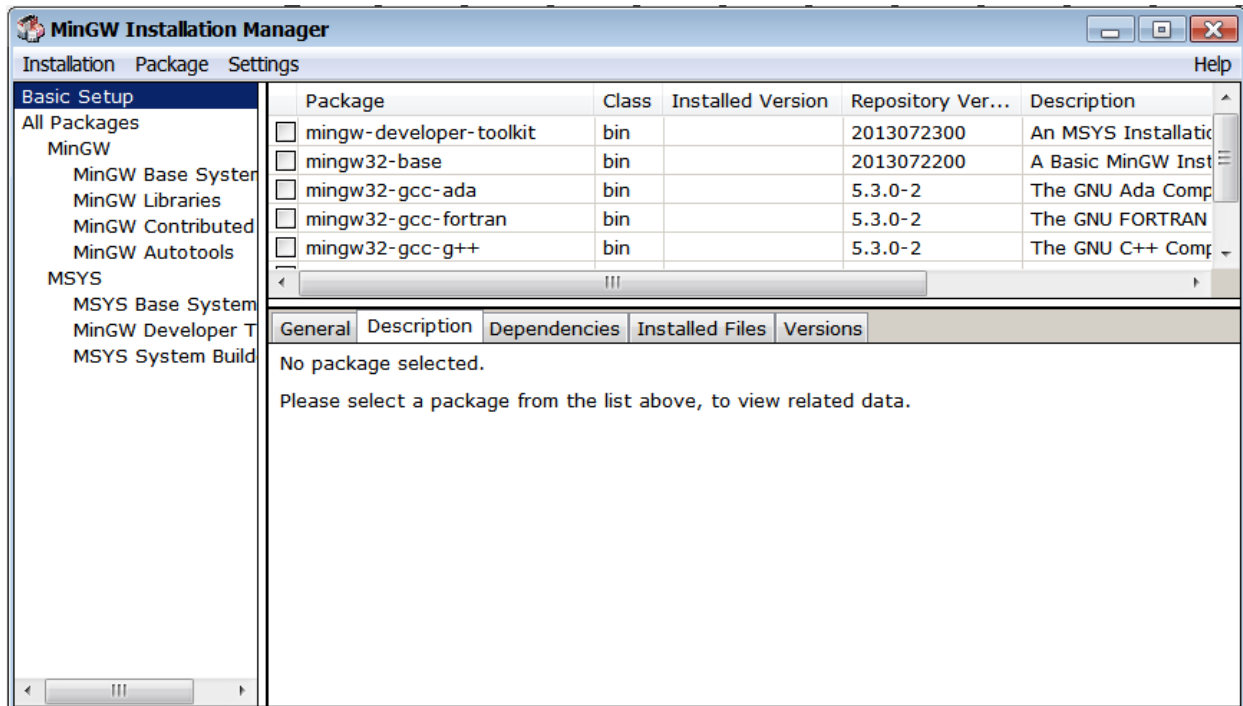 MinGW Installation Manager
Installation Package Settings Help
Basic Setup
All Packages
MinGW
MinGW Base System
MinGW Libraries
MinGW Contributed
MinGW Autotools
MSYS
MSYS Base System
MinGW Developer T
MSYS System Build
Package Class Installed Version Repository Ver... Description
mingw-developer-toolkit bin 2013072300 An MSYS Installatio
mingw32-base bin 2013072200 A Basic MinGW Inst
mingw32-gcc-ada bin 5.3.0-2 The GNU Ada Comp
mingw32-gcc-fortran bin 5.3.0-2 The GNU FORTRAN
mingw32-gcc-g++ bin 5.3.0-2 The GNU C++ Comp
General Description Dependencies Installed Files Versions
No package selected.
Please select a package from the list above, to view related data.